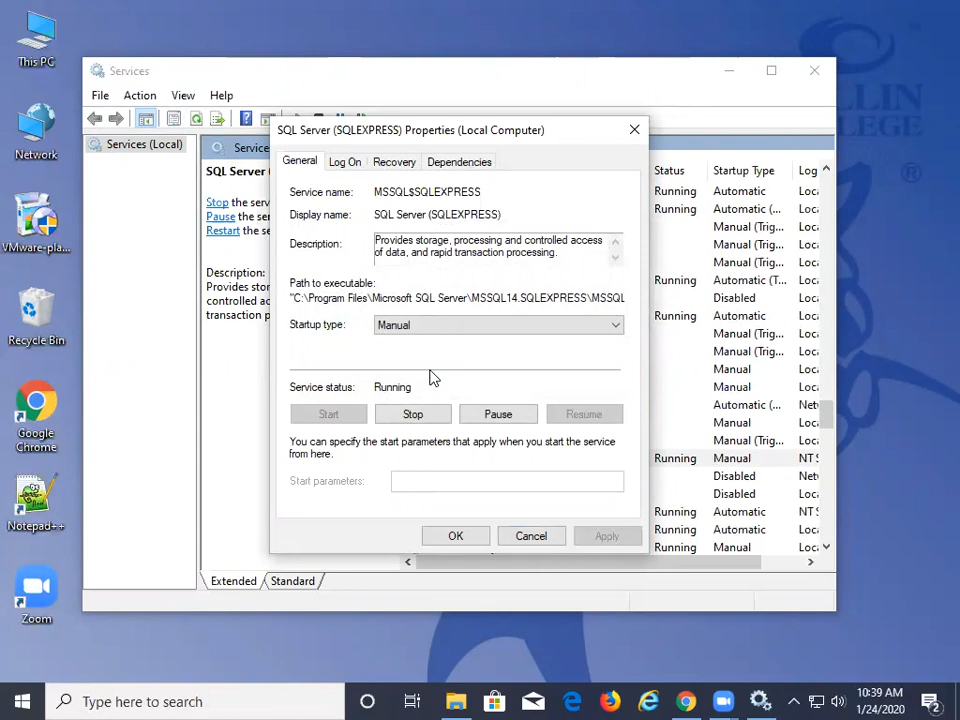 This PC
Network
VMware-pla...
Recycle Bin
Google
Chrome
Notepad++
Zoom
LLIN
COLLEGE
®
Services
File Action View Help
Services (Local)
SQL Server
Stop the serv
Pause the se
Restart the se
Description:
Provides stora
controlled acc
transaction p
SQL Server (SQLEXPRESS) Properties (Local Computer)
General Log On Recovery Dependencies
Service name: MSSQL$SQLEXPRESS
Display name: SQL Server (SQLEXPRESS)
Description: Provides storage, processing and controlled access
of data, and rapid transaction processing.
Path to executable:
"C:\Program Files\Microsoft SQL Server\MSSQL14.SQLEXPRESS\MSSQL
Startup type: Manual
Service status: Running
Start Stop Pause Resume
You can specify the start parameters that apply when you start the service
from here.
Start parameters:
OK Cancel Apply
Status Startup Type Log
Running Automatic Loca
Running Automatic (... Loca
Manual Loca
Running Automatic (... Loca
Manual (Trig... Loca
Manual (Trig... Loca
Automatic (T... Loca
Disabled Loca
Running Automatic Loca
Manual (Trig... Loca
Manual (Trig... Loca
Manual Loca
Manual Loca
Automatic (... Net
Manual Loca
Manual (Trig... Loca
Running Manual NT S
Disabled Net
Disabled Loca
Running Automatic NT S
Running Automatic Loca
Running Manual Loca
Extended Standard
Type here to search
10:39 AM
1/24/2020
2